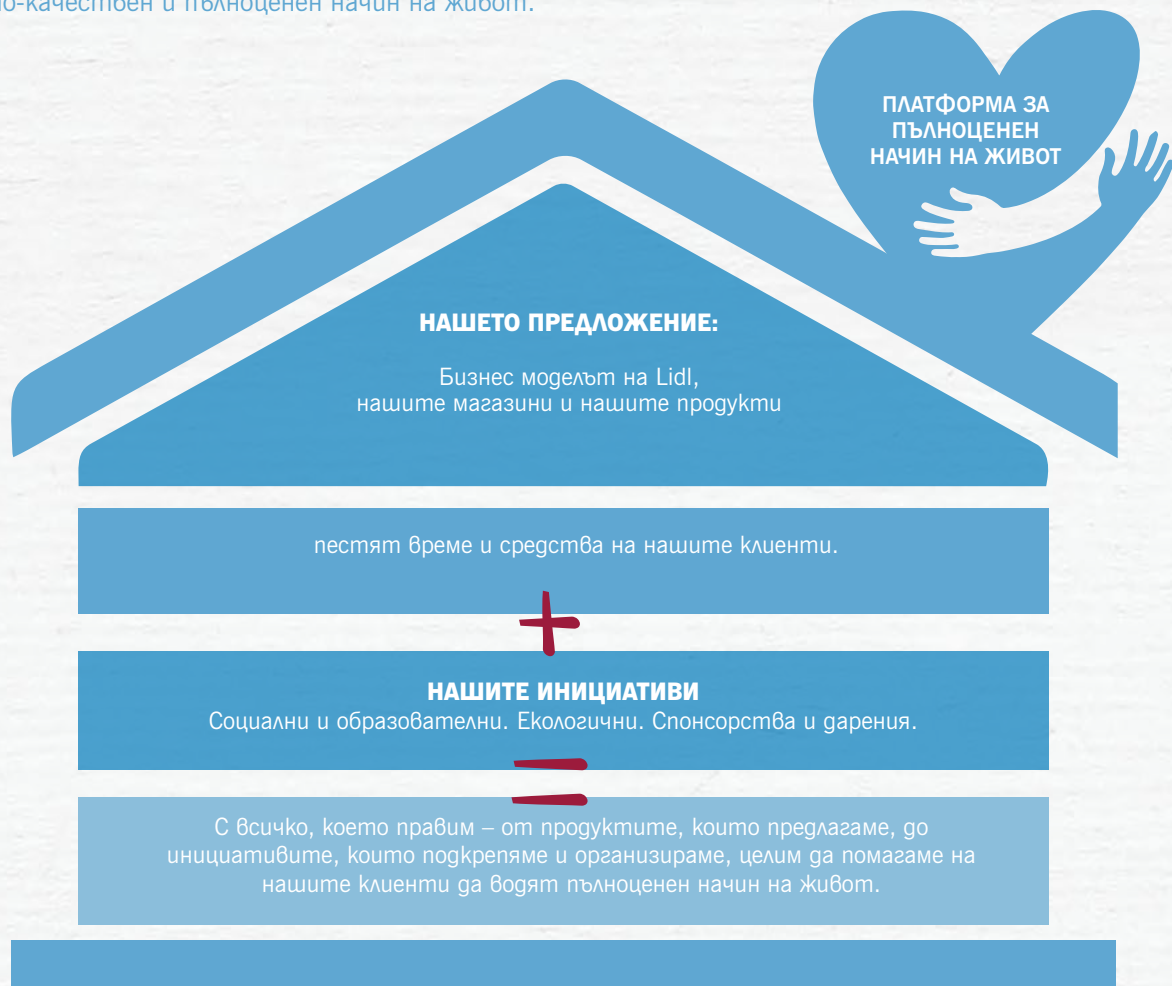 по-качествен и пълноценен начин на живот.
ПЛАТФОРМА ЗА
ПЪЛНОЦЕНЕН
НАЧИН НА ЖИВОТ
НАШЕТО ПРЕДЛОЖЕНИЕ:
Бизнес моделът на Lidl,
нашите магазини и нашите продукти
пестят време и средства на нашите клиенти.
+
НАШИТЕ ИНИЦИАТИВИ
Социални и образователни. Екологични. Спонсорства и дарения.
=
С всичко, което правим – от продуктите, които предлагаме, до
инициативите, които подкрепяме и организираме, целим да помагаме на
нашите клиенти да водят пълноценен начин на живот.